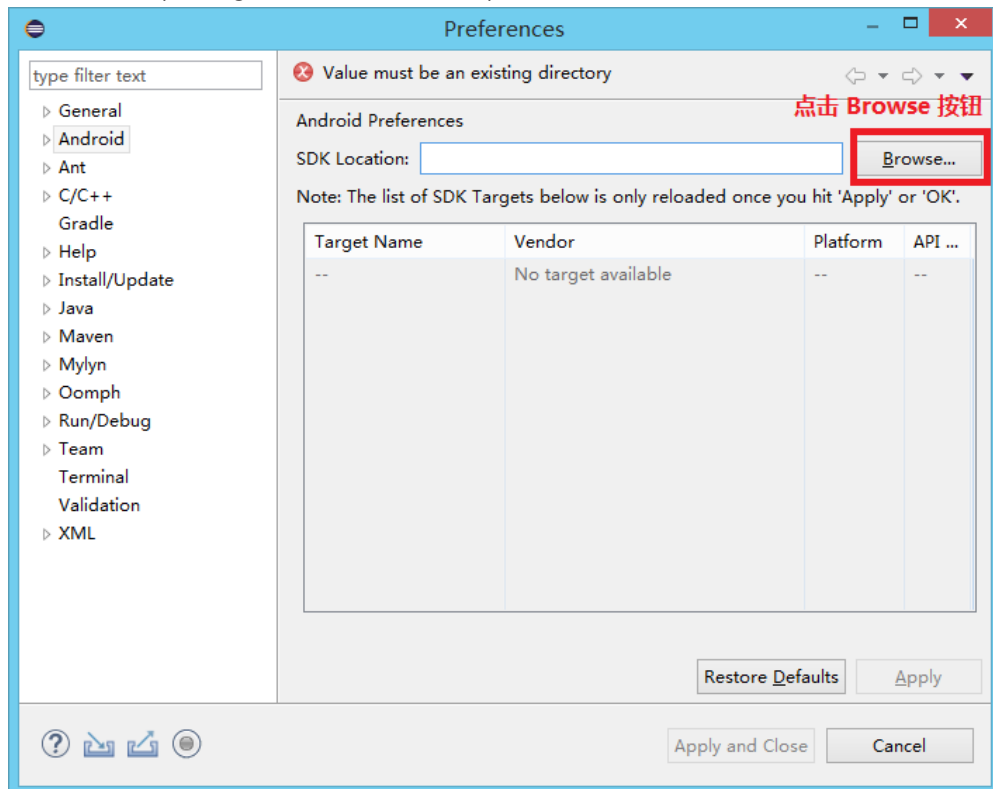 Preferences
type filter text
General
Android
Ant
C/C++
Gradle
Help
Install/Update
Java
Maven
Mylyn
Oomph
Run/Debug
Team
Terminal
Validation
XML
Value must be an existing directory
点击 Browse 按钮
Android Preferences
SDK Location:
Browse...
Note: The list of SDK Targets below is only reloaded once you hit 'Apply' or 'OK'.
Target Name Vendor Platform API ...
-- No target available -- --
Restore Defaults Apply
Apply and Close Cancel